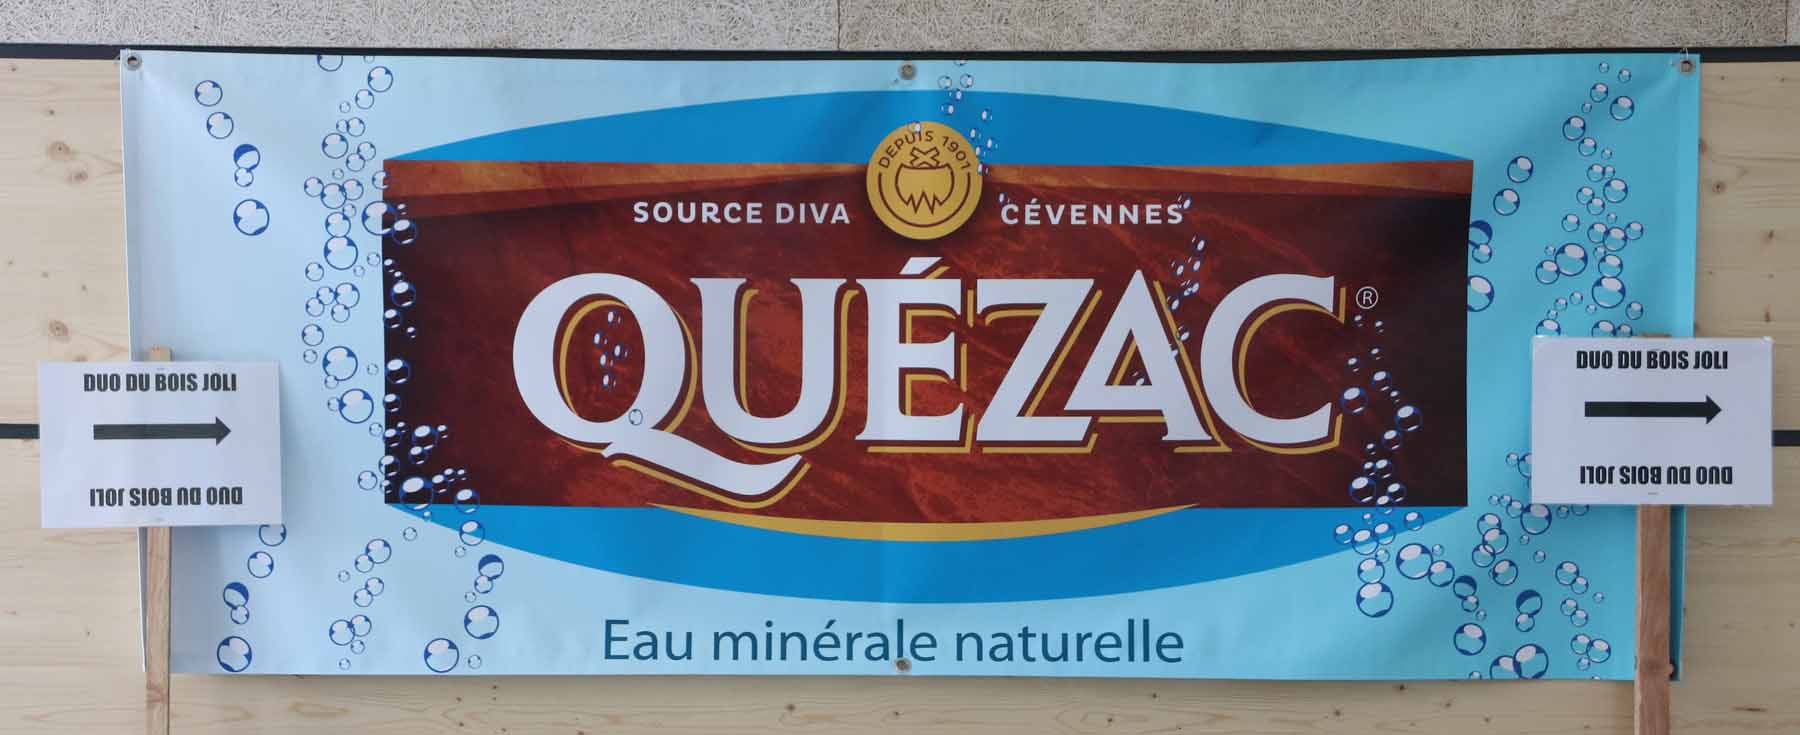 DEPUIS 1901
SOURCE DIVA CÉVENNES
QUÉZAC®
Eau minérale naturelle
DUO DU BOIS JOLI
DUO DU BOIS JOLI
DUO DU BOIS JOLI
DUO DU BOIS JOLI